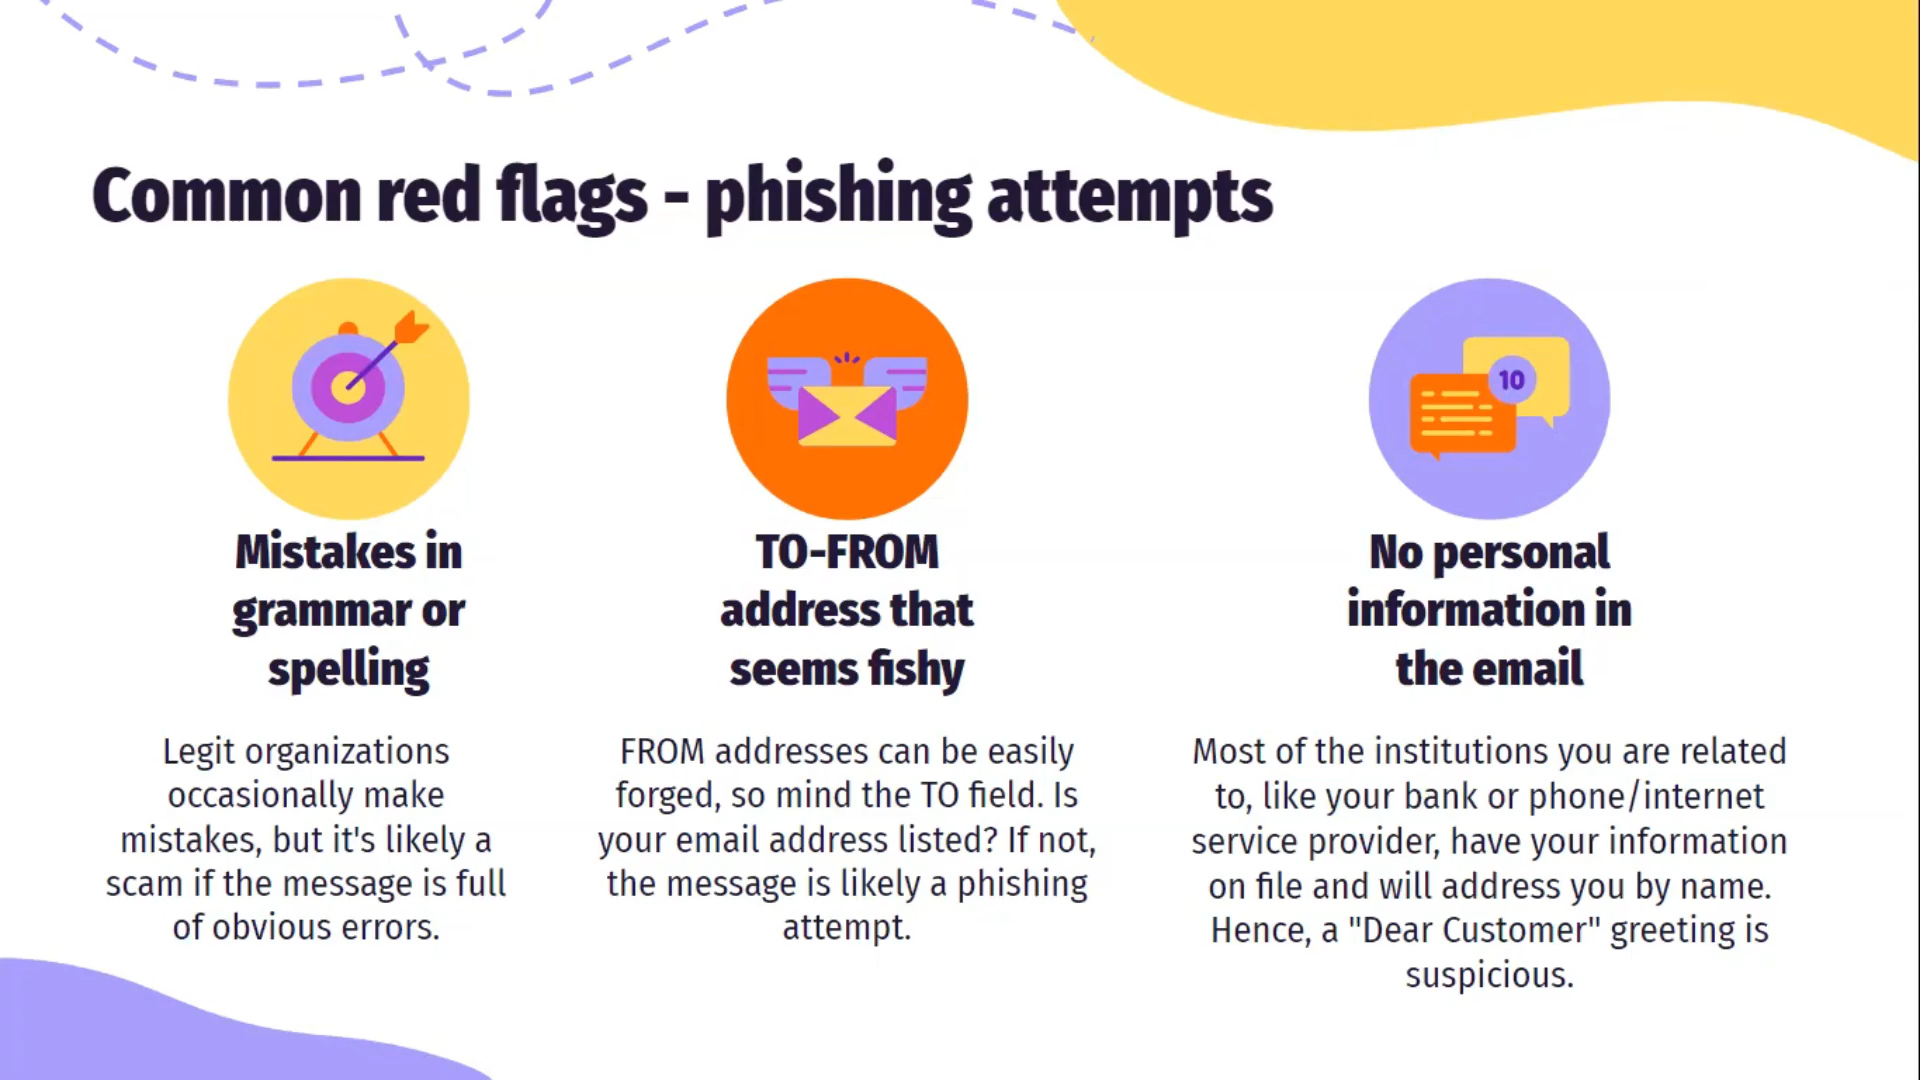 Common red flags - phishing attempts
Mistakes in
grammar or
spelling
Legit organizations
occasionally make
mistakes, but it's likely a
scam if the message is full
of obvious errors.
TO-FROM
address that
seems fishy
FROM addresses can be easily
forged, so mind the TO field. Is
your email address listed? If not,
the message is likely a phishing
attempt.
10
No personal
information in
the email
Most of the institutions you are related
to, like your bank or phone/internet
service provider, have your information
on file and will address you by name.
Hence, a "Dear Customer" greeting is
suspicious.